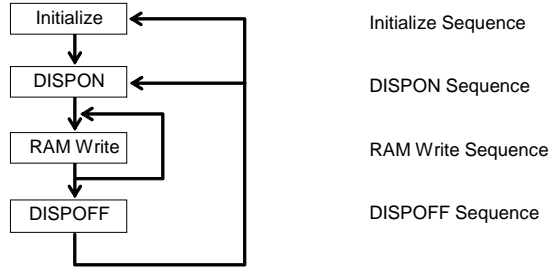 Initialize
Initialize Sequence
DISPON
DISPON Sequence
RAM Write
RAM Write Sequence
DISPOFF
DISPOFF Sequence